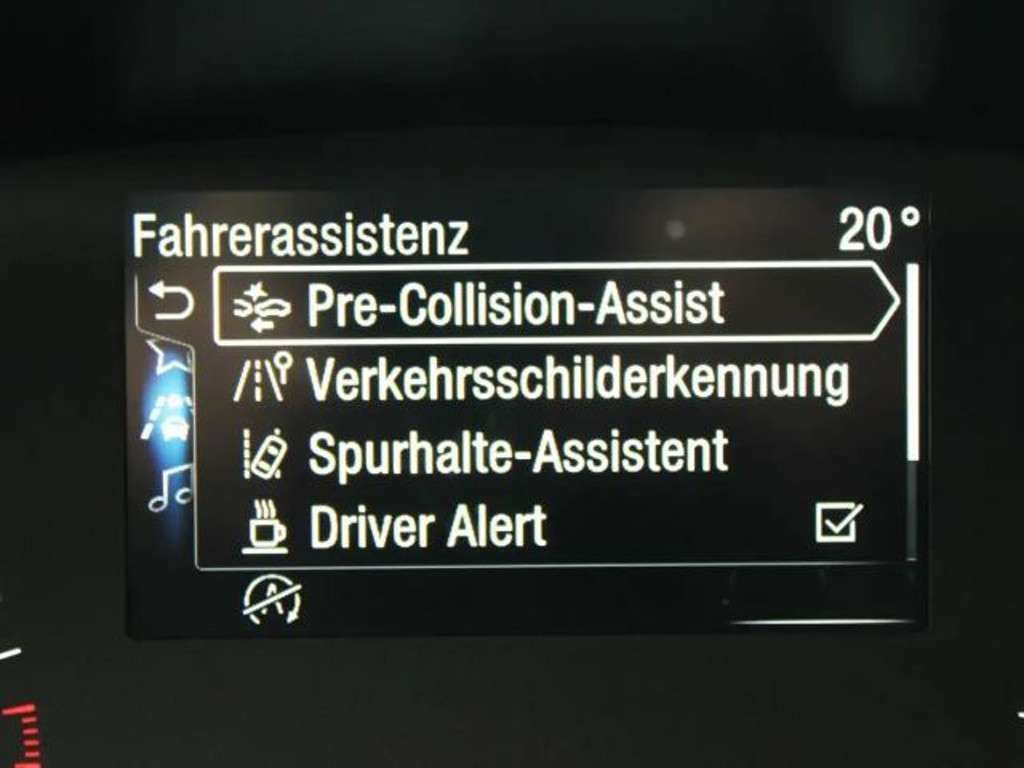 Fahrerassistenz 20°
Pre-Collision-Assist
Verkehrsschilderkennung
Spurhalte-Assistent
Driver Alert
A